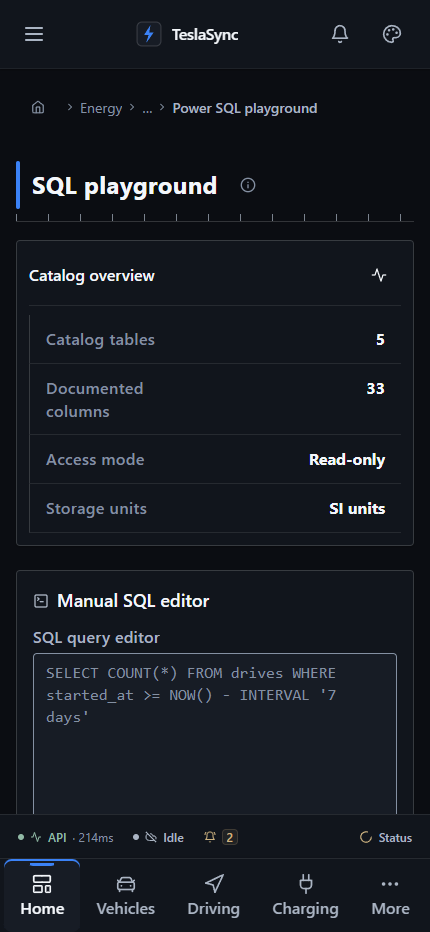 TeslaSync
Energy
...
Power SQL playground
SQL playground
Catalog overview
Catalog tables
5
Documented
columns
33
Access mode
Read-only
Storage units
SI units
Manual SQL editor
SQL query editor
SELECT COUNT(*) FROM drives WHERE
started_at >= NOW() - INTERVAL '7
days'
API · 214ms
Idle
2
Status
Home
Vehicles
Driving
Charging
More